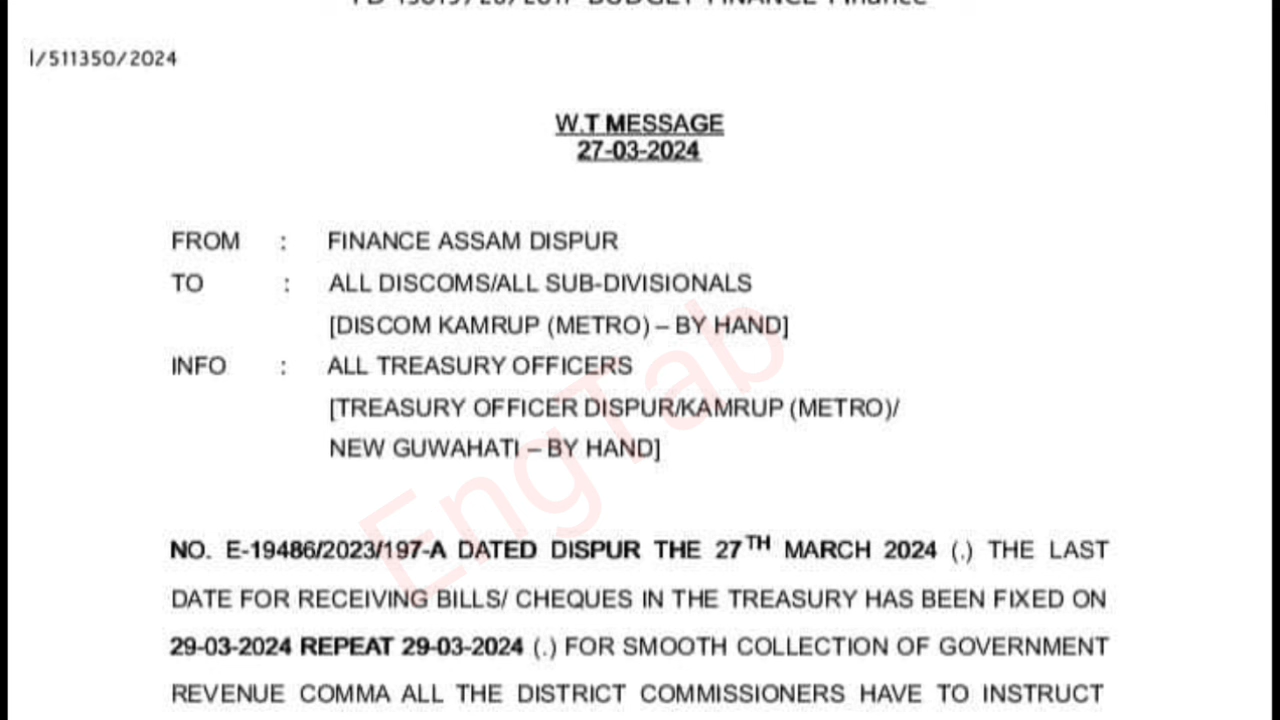 BUDGET FINANCE Finance
I/511350/2024
W.T MESSAGE
27-03-2024
FROM : FINANCE ASSAM DISPUR
TO : ALL DISCOMS/ALL SUB-DIVISIONALS
[DISCOM KAMRUP (METRO) – BY HAND]
INFO : ALL TREASURY OFFICERS
[TREASURY OFFICER DISPUR/KAMRUP (METRO)/
NEW GUWAHATI – BY HAND]
EngTab
NO. E-19486/2023/197-A DATED DISPUR THE 27TH MARCH 2024 (.) THE LAST
DATE FOR RECEIVING BILLS/ CHEQUES IN THE TREASURY HAS BEEN FIXED ON
29-03-2024 REPEAT 29-03-2024 (.) FOR SMOOTH COLLECTION OF GOVERNMENT
REVENUE COMMA ALL THE DISTRICT COMMISSIONERS HAVE TO INSTRUCT